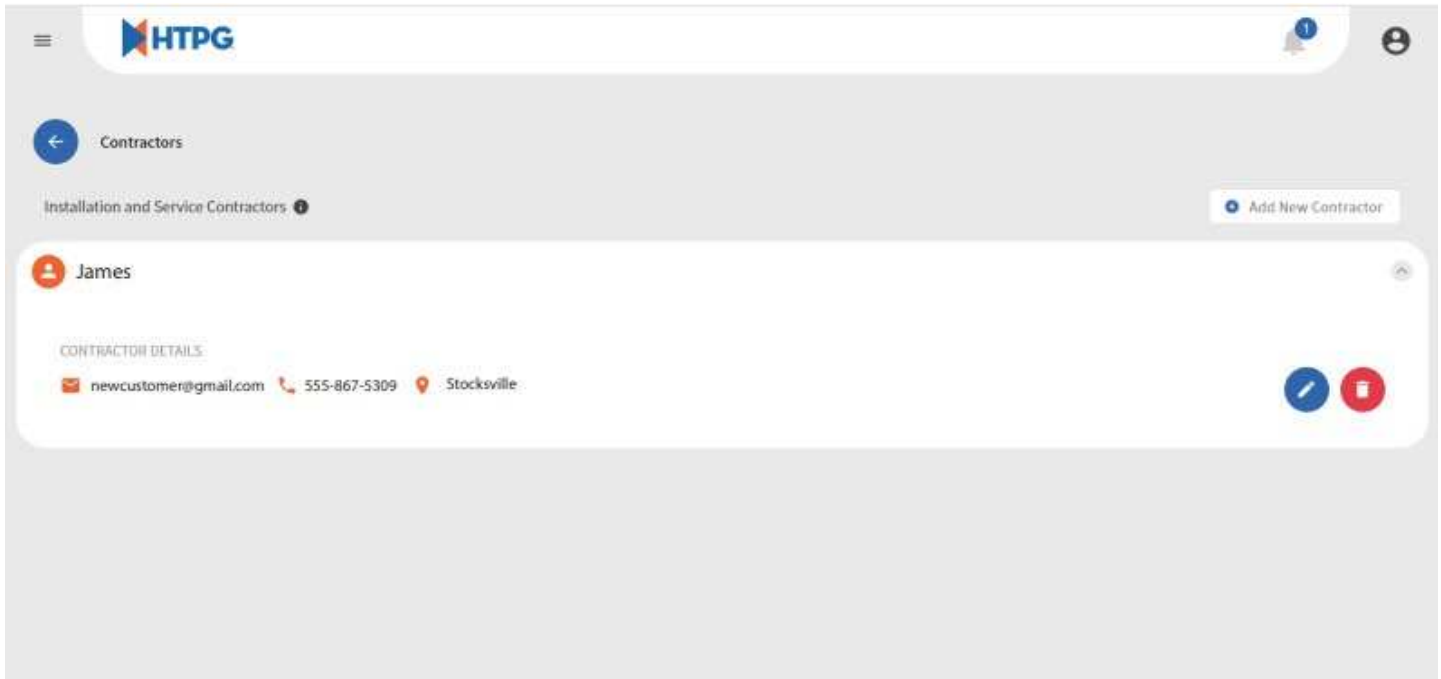 HTPG
1
Contractors
Installation and Service Contractors
Add New Contractor
James
CONTRACTOR DETAILS
newcustomer@gmail.com 555-867-5309 Stocksville